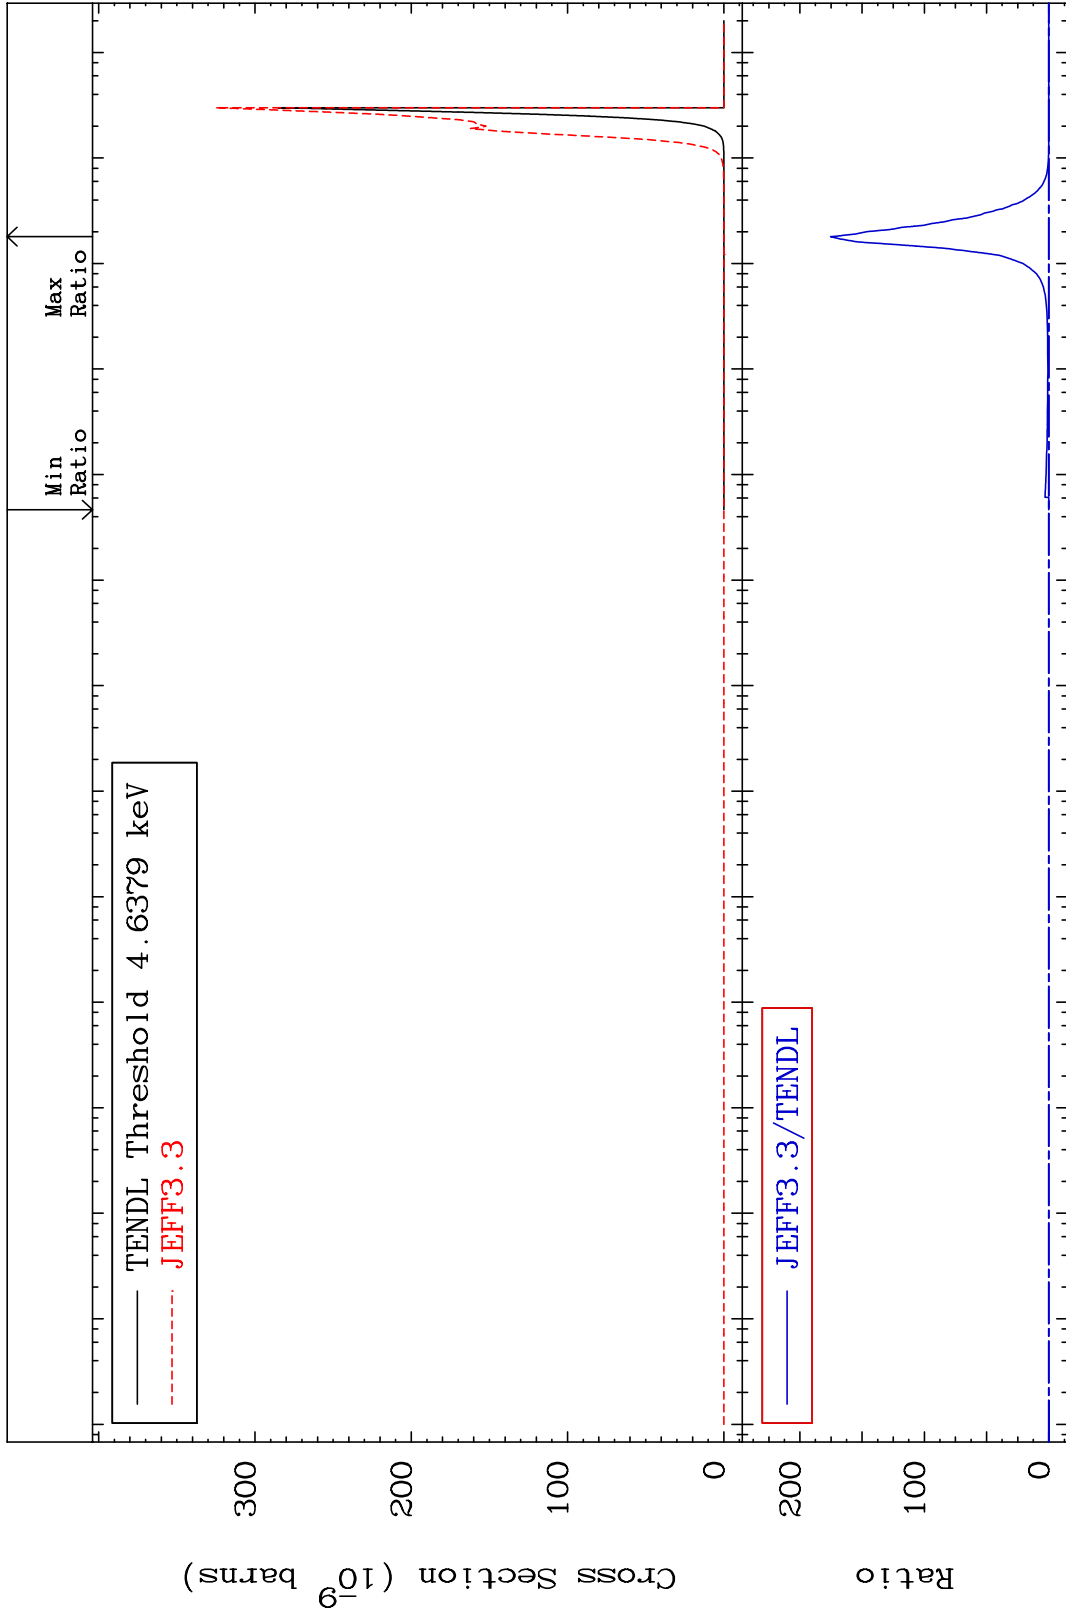 Min
Ratio
Max
Ratio
TENDL Threshold 4.6379 keV
JEFF3.3
Cross Section (10-9 barns)
300
200
100
0
JEFF3.3/TENDL
Ratio
200
100
0